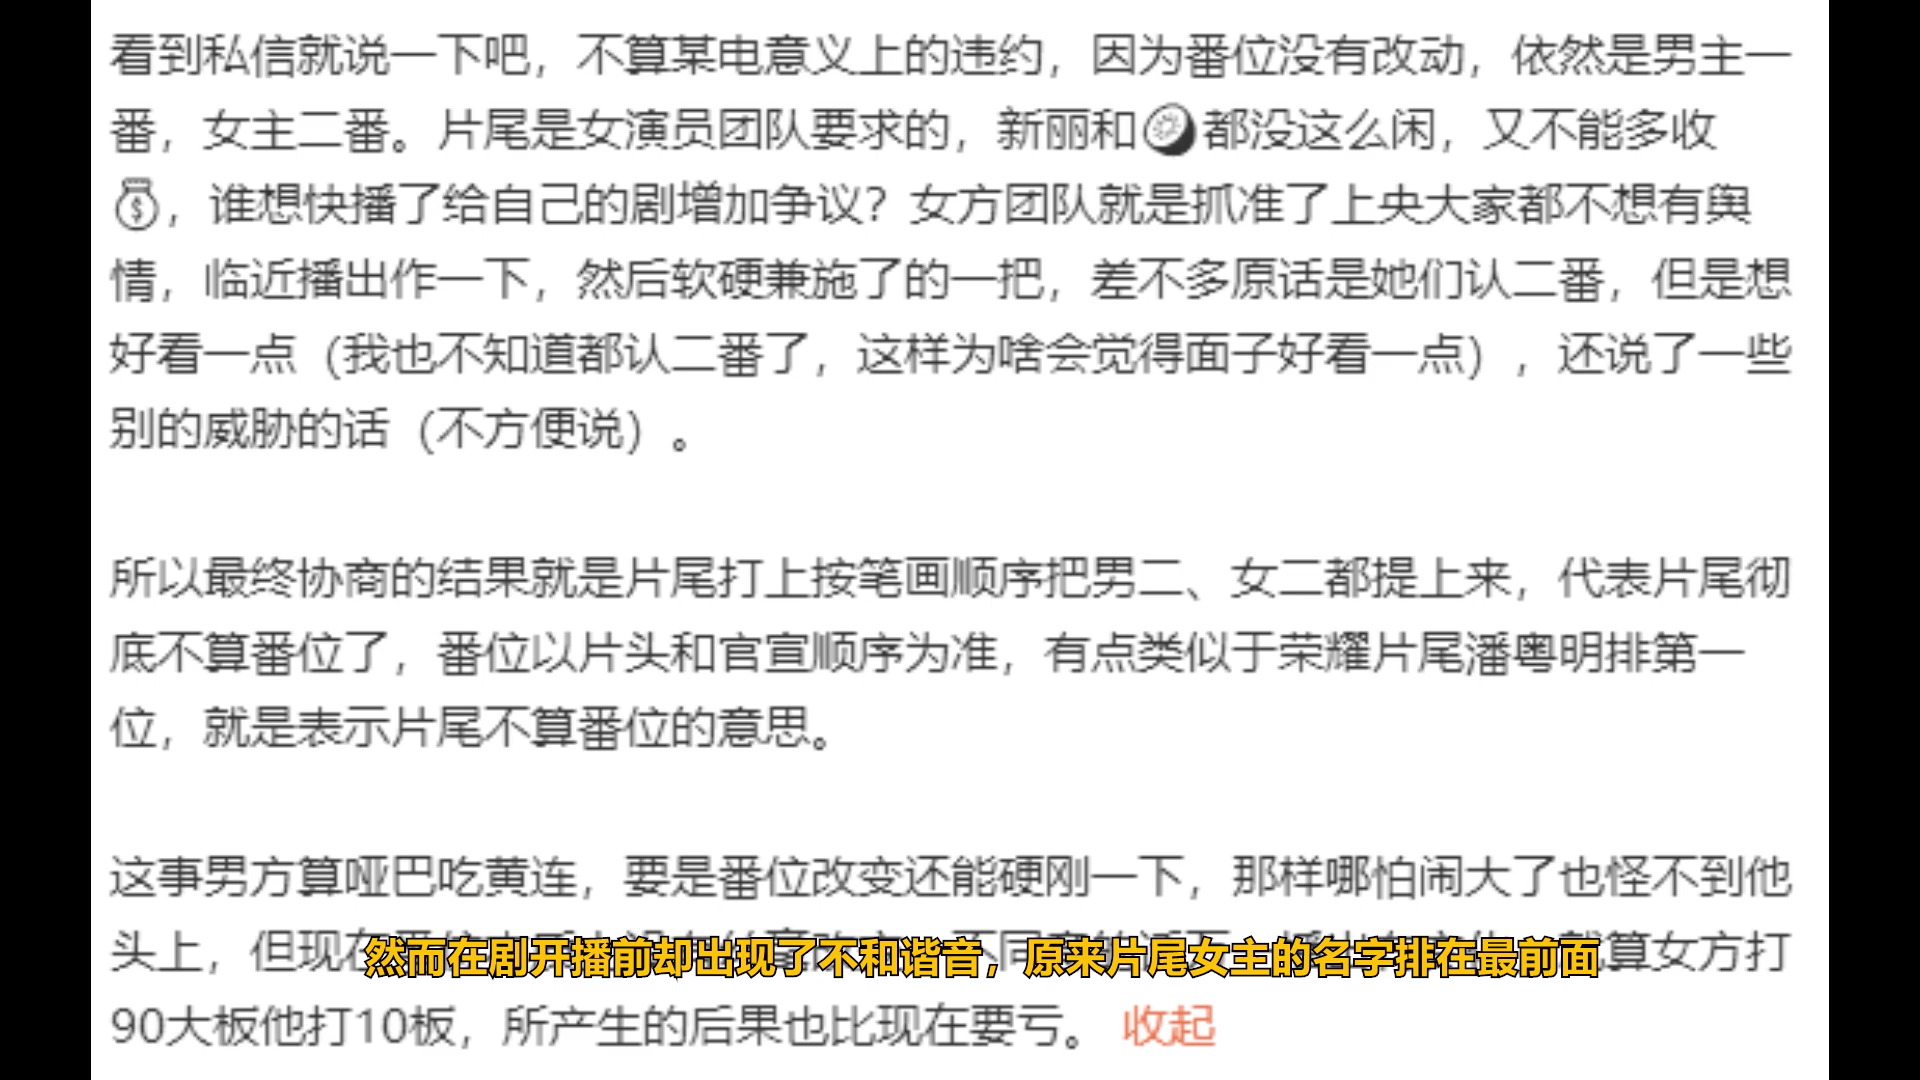 看到私信就说一下吧，不算某电意义上的违约，因为番位没有改动，依然是男主一
番，女主二番。片尾是女演员团队要求的，新丽和🥥都没这么闲，又不能多收
💰，谁想快播了给自己的剧增加争议？女方团队就是抓准了上央大家都不想有舆
情，临近播出作一下，然后软硬兼施了的一把，差不多原话是她们认二番，但是想
好看一点（我也不知道都认二番了，这样为啥会觉得面子好看一点），还说了一些
别的威胁的话（不方便说）。
所以最终协商的结果就是片尾打上按笔画顺序把男二、女二都提上来，代表片尾彻
底不算番位了，番位以片头和官宣顺序为准，有点类似于荣耀片尾潘粤明排第一
位，就是表示片尾不算番位的意思。
这事男方算哑巴吃黄连，要是番位改变还能硬刚一下，那样哪怕闹大了也怪不到他
头上，但现在
就算女方打
然而在剧开播前却出现了不和谐音，原来片尾女主的名字排在最前面
90大板他打10板，所产生的后果也比现在要亏。 收起